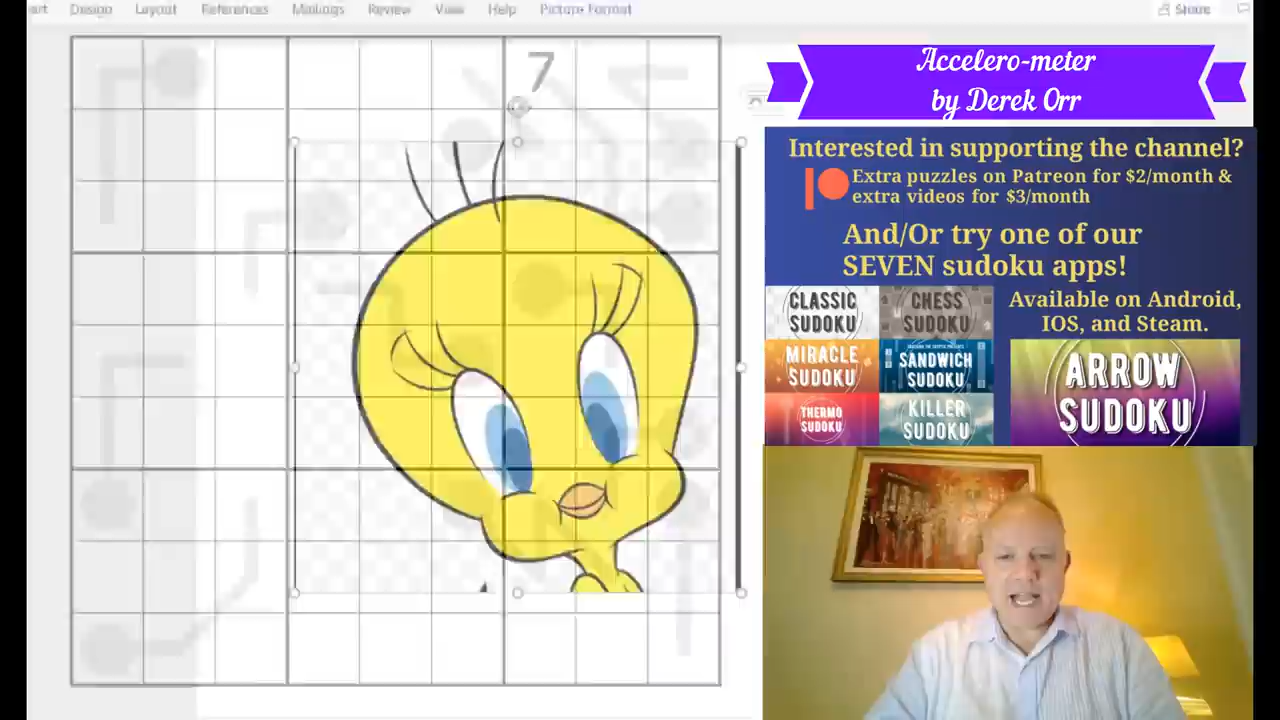 Design Layout References Mailings Review View Help Picture Format Share
7
Accelero-meter
by Derek Orr
Interested in supporting the channel?
Extra puzzles on Patreon for $2/month &
extra videos for $3/month
And/Or try one of our
SEVEN sudoku apps!
CLASSIC
SUDOKU
CHESS
SUDOKU
Available on Android,
IOS, and Steam.
MIRACLE
SUDOKU
SANDWICH
SUDOKU
ARROW
SUDOKU
THERMO
SUDOKU
KILLER
SUDOKU